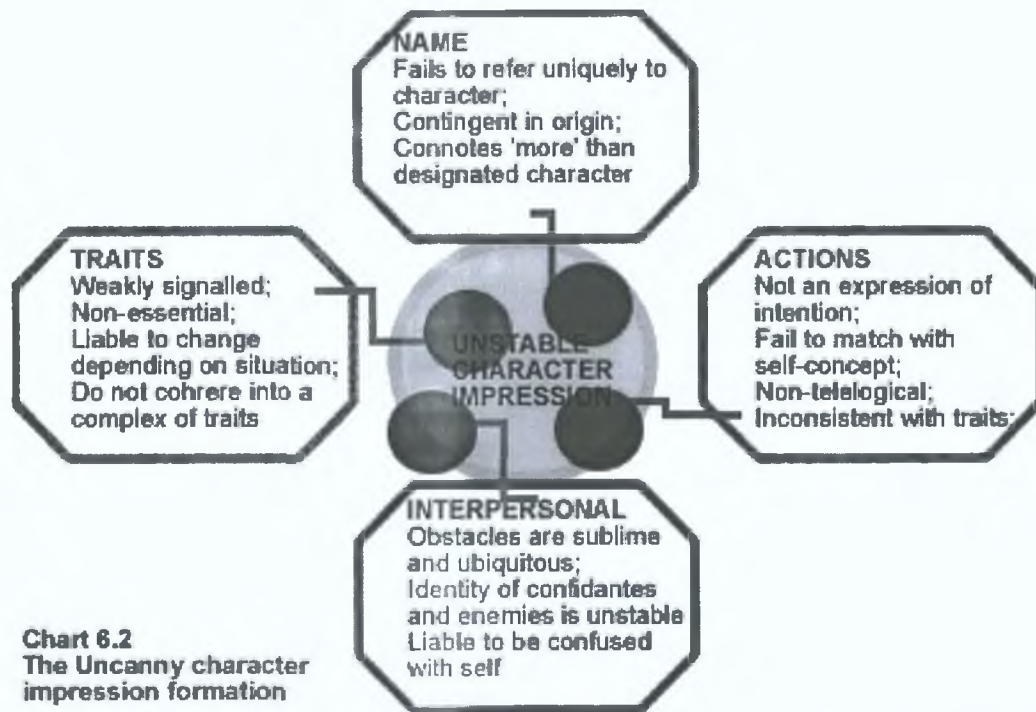 NAME
Fails to refer uniquely to
character;
Contingent in origin;
Connotes 'more' than
designated character
TRAITS
Weakly signalled;
Non-essential;
Liable to change
depending on situation;
Do not cohrere into a
complex of traits
UNSTABLE
CHARACTER
IMPRESSION
ACTIONS
Not an expression of
intention;
Fail to match with
self-concept;
Non-telelogical;
Inconsistent with traits;
INTERPERSONAL
Obstacles are sublime
and ubiquitous;
Identity of confidantes
and enemies is unstable
Liable to be confused
with self
Chart 6.2
The Uncanny character
impression formation